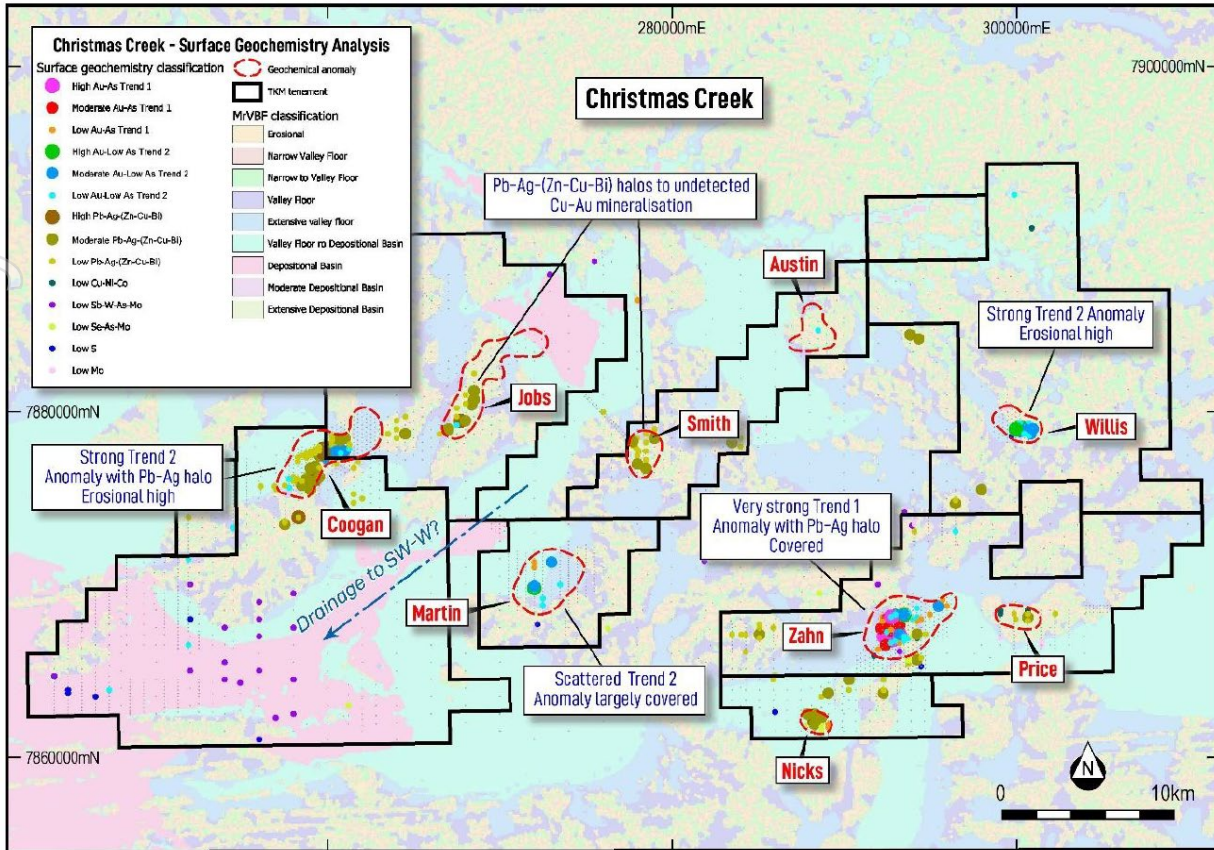 280000mE
300000mE
7900000mN
Christmas Creek - Surface Geochemistry Analysis
Surface geochemistry classification
High Au-As Trend 1
Moderate Au-As Trend 1
Low Au-As Trend 1
High Au-Low As Trend 2
Moderate Au-Low As Trend 2
Low Au-Low As Trend 2
High Pb-Ag-(Zn-Cu-Bi)
Moderate Pb-Ag-(Zn-Cu-Bi)
Low Pb-Ag-(Zn-Cu-Bi)
Low Cu-Ni-Co
Low Sb-W-As-Mo
Low Se-As-Mo
Low S
Low Mo
Geochemical anomaly
TKM tenement
MrVBF classification
Erosional
Narrow Valley Floor
Narrow to Valley Floor
Valley Floor
Extensive valley floor
Valley Floor ro Depositional Basin
Depositional Basin
Moderate Depositional Basin
Extensive Depositional Basin
Christmas Creek
Pb-Ag-(Zn-Cu-Bi) halos to undetected
Cu-Au mineralisation
Austin
Strong Trend 2 Anomaly
Erosional high
7880000mN
Jobs
Smith
Willis
Strong Trend 2
Anomaly with Pb-Ag halo
Erosional high
Coogan
Very strong Trend 1
Anomaly with Pb-Ag halo
Covered
Drainage to SW-W?
Martin
Zahn
Price
Scattered Trend 2
Anomaly largely covered
7860000mN
Nicks
N
0 10km